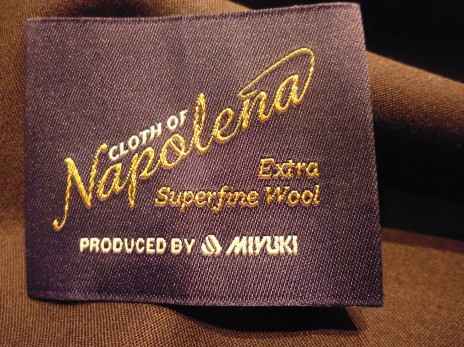 CLOTH OF
Napolena
Extra
Superfine Wool
PRODUCED BY MIYUKI